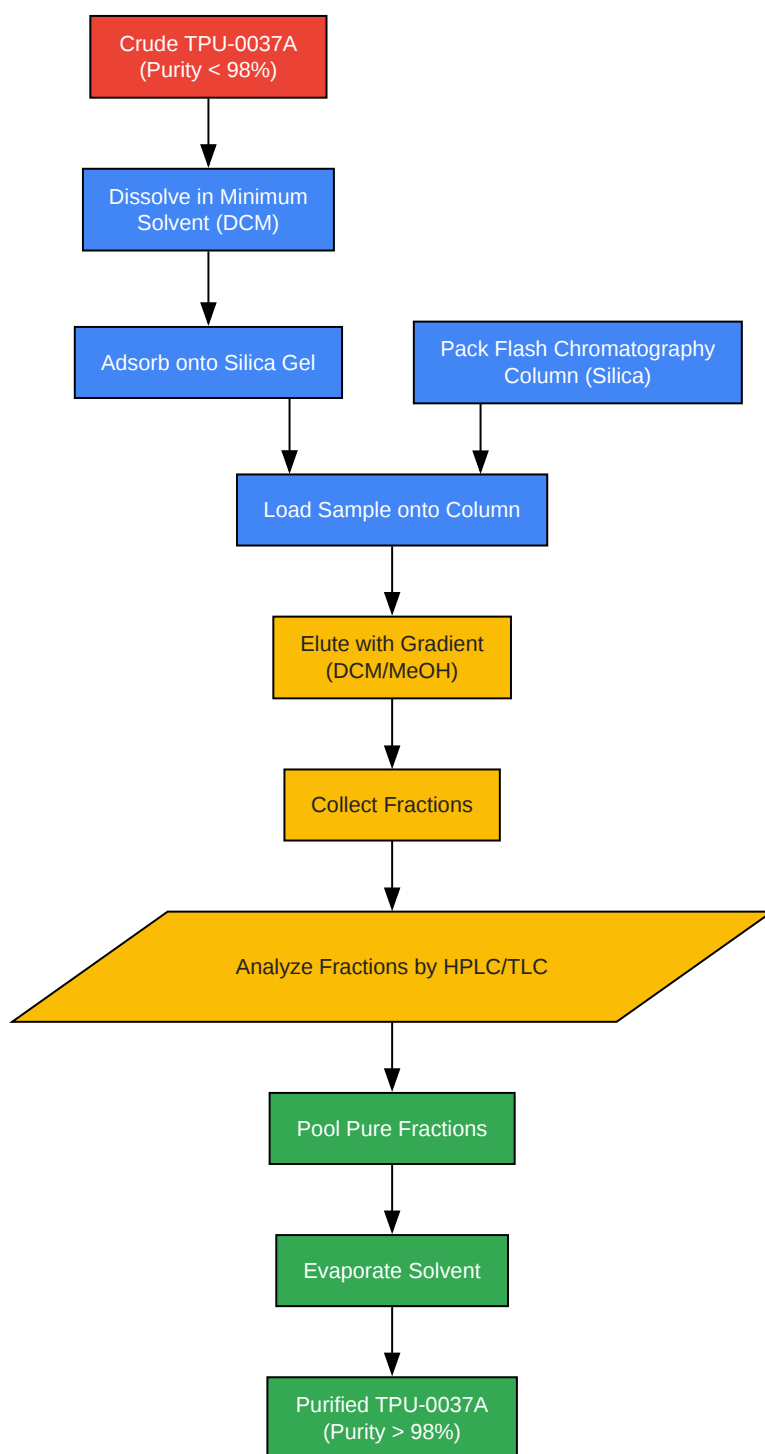 Crude TPU-0037A
(Purity < 98%)
Dissolve in Minimum
Solvent (DCM)
Adsorb onto Silica Gel
Pack Flash Chromatography
Column (Silica)
Load Sample onto Column
Elute with Gradient
(DCM/MeOH)
Collect Fractions
Analyze Fractions by HPLC/TLC
Pool Pure Fractions
Evaporate Solvent
Purified TPU-0037A
(Purity > 98%)